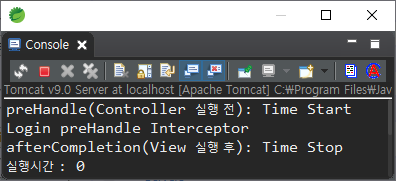 Console
Tomcat v9.0 Server at localhost [Apache Tomcat] C:\Program Files\Jav
preHandle(Controller 실행 전): Time Start
Login preHandle Interceptor
afterCompletion(View 실행 후): Time Stop
실행시간 : 0